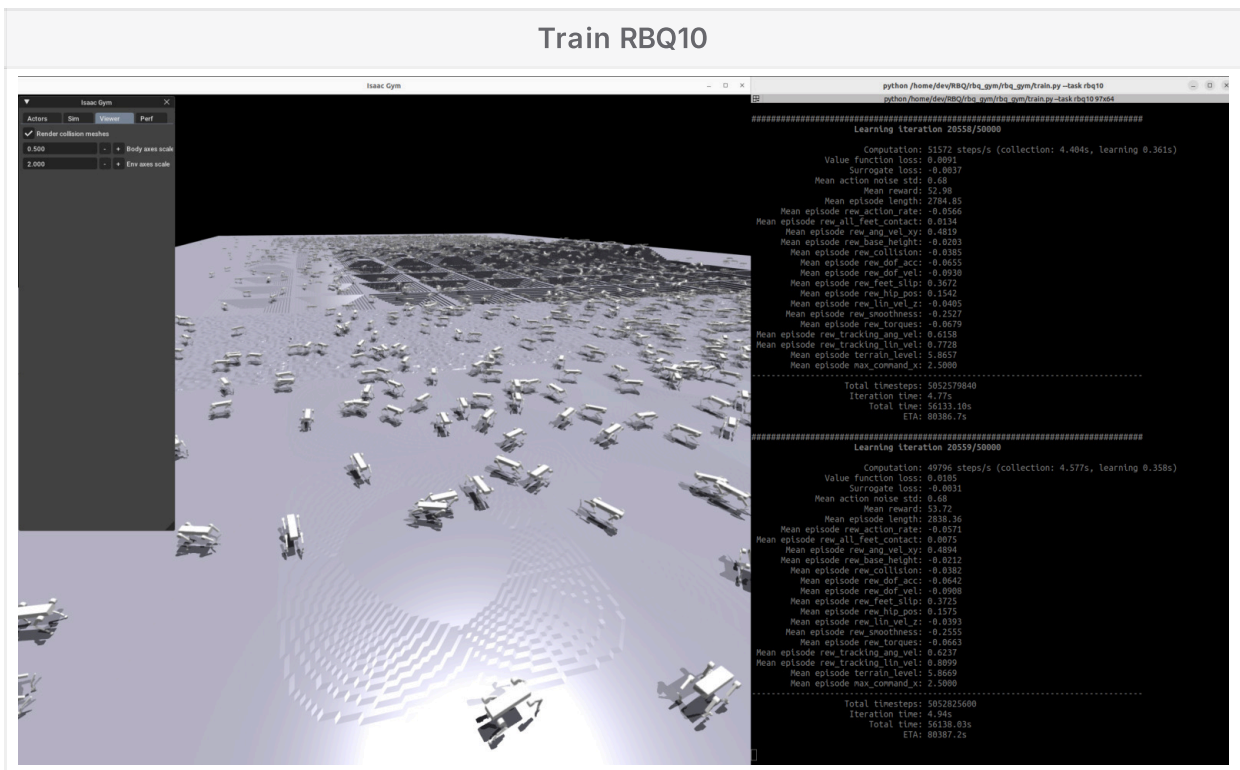 Train RBQ10
Isaac Gym
Isaac Gym
Actors Sim Viewer Perf
Render collision meshes
0.500 - + Body axes scale
2.000 - + Env axes scale
python /home/dev/RBQ/rbq_gym/rbq_gym/train.py --task rbq10
python /home/dev/RBQ/rbq_gym/rbq_gym/train.py --task rbq10 97x64
################################################################################
Learning iteration 20558/50000
Computation: 51572 steps/s (collection: 4.404s, learning 0.361s)
Value function loss: 0.0091
Surrogate loss: -0.0037
Mean action noise std: 0.68
Mean reward: 52.98
Mean episode length: 2784.85
Mean episode rew_action_rate: -0.0566
Mean episode rew_all_feet_contact: 0.0134
Mean episode rew_ang_vel_xy: 0.4819
Mean episode rew_base_height: -0.0203
Mean episode rew_collision: -0.0385
Mean episode rew_dof_acc: -0.0655
Mean episode rew_dof_vel: -0.0930
Mean episode rew_feet_slip: 0.3672
Mean episode rew_hip_pos: 0.1542
Mean episode rew_lin_vel_z: -0.0405
Mean episode rew_smoothness: -0.2527
Mean episode rew_torques: -0.0679
Mean episode rew_tracking_ang_vel: 0.6158
Mean episode rew_tracking_lin_vel: 0.7728
Mean episode terrain_level: 5.8657
Mean episode max_command_x: 2.5000
--------------------------------------------------------------------------------
Total timesteps: 5052579840
Iteration time: 4.77s
Total time: 56133.10s
ETA: 80386.7s
################################################################################
Learning iteration 20559/50000
Computation: 49796 steps/s (collection: 4.577s, learning 0.358s)
Value function loss: 0.0105
Surrogate loss: -0.0031
Mean action noise std: 0.68
Mean reward: 53.72
Mean episode length: 2838.36
Mean episode rew_action_rate: -0.0571
Mean episode rew_all_feet_contact: 0.0075
Mean episode rew_ang_vel_xy: 0.4894
Mean episode rew_base_height: -0.0212
Mean episode rew_collision: -0.0382
Mean episode rew_dof_acc: -0.0642
Mean episode rew_dof_vel: -0.0908
Mean episode rew_feet_slip: 0.3725
Mean episode rew_hip_pos: 0.1575
Mean episode rew_lin_vel_z: -0.0393
Mean episode rew_smoothness: -0.2555
Mean episode rew_torques: -0.0663
Mean episode rew_tracking_ang_vel: 0.6237
Mean episode rew_tracking_lin_vel: 0.8099
Mean episode terrain_level: 5.8669
Mean episode max_command_x: 2.5000
--------------------------------------------------------------------------------
Total timesteps: 5052825600
Iteration time: 4.94s
Total time: 56138.03s
ETA: 80387.2s